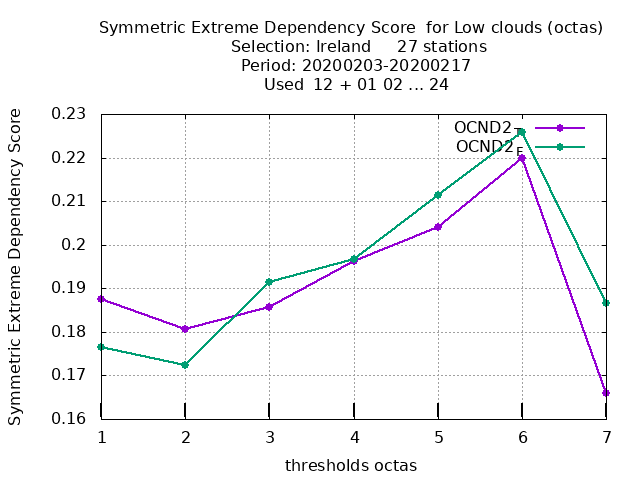 Symmetric Extreme Dependency Score  for Low clouds (octas)
Selection: Ireland     27 stations
Period: 20200203-20200217
Used  12 + 01 02 ... 24
Symmetric Extreme Dependency Score
0.23
0.22
0.21
0.2
0.19
0.18
0.17
0.16
OCND2
OCND2_E
1 2 3 4 5 6 7
thresholds octas